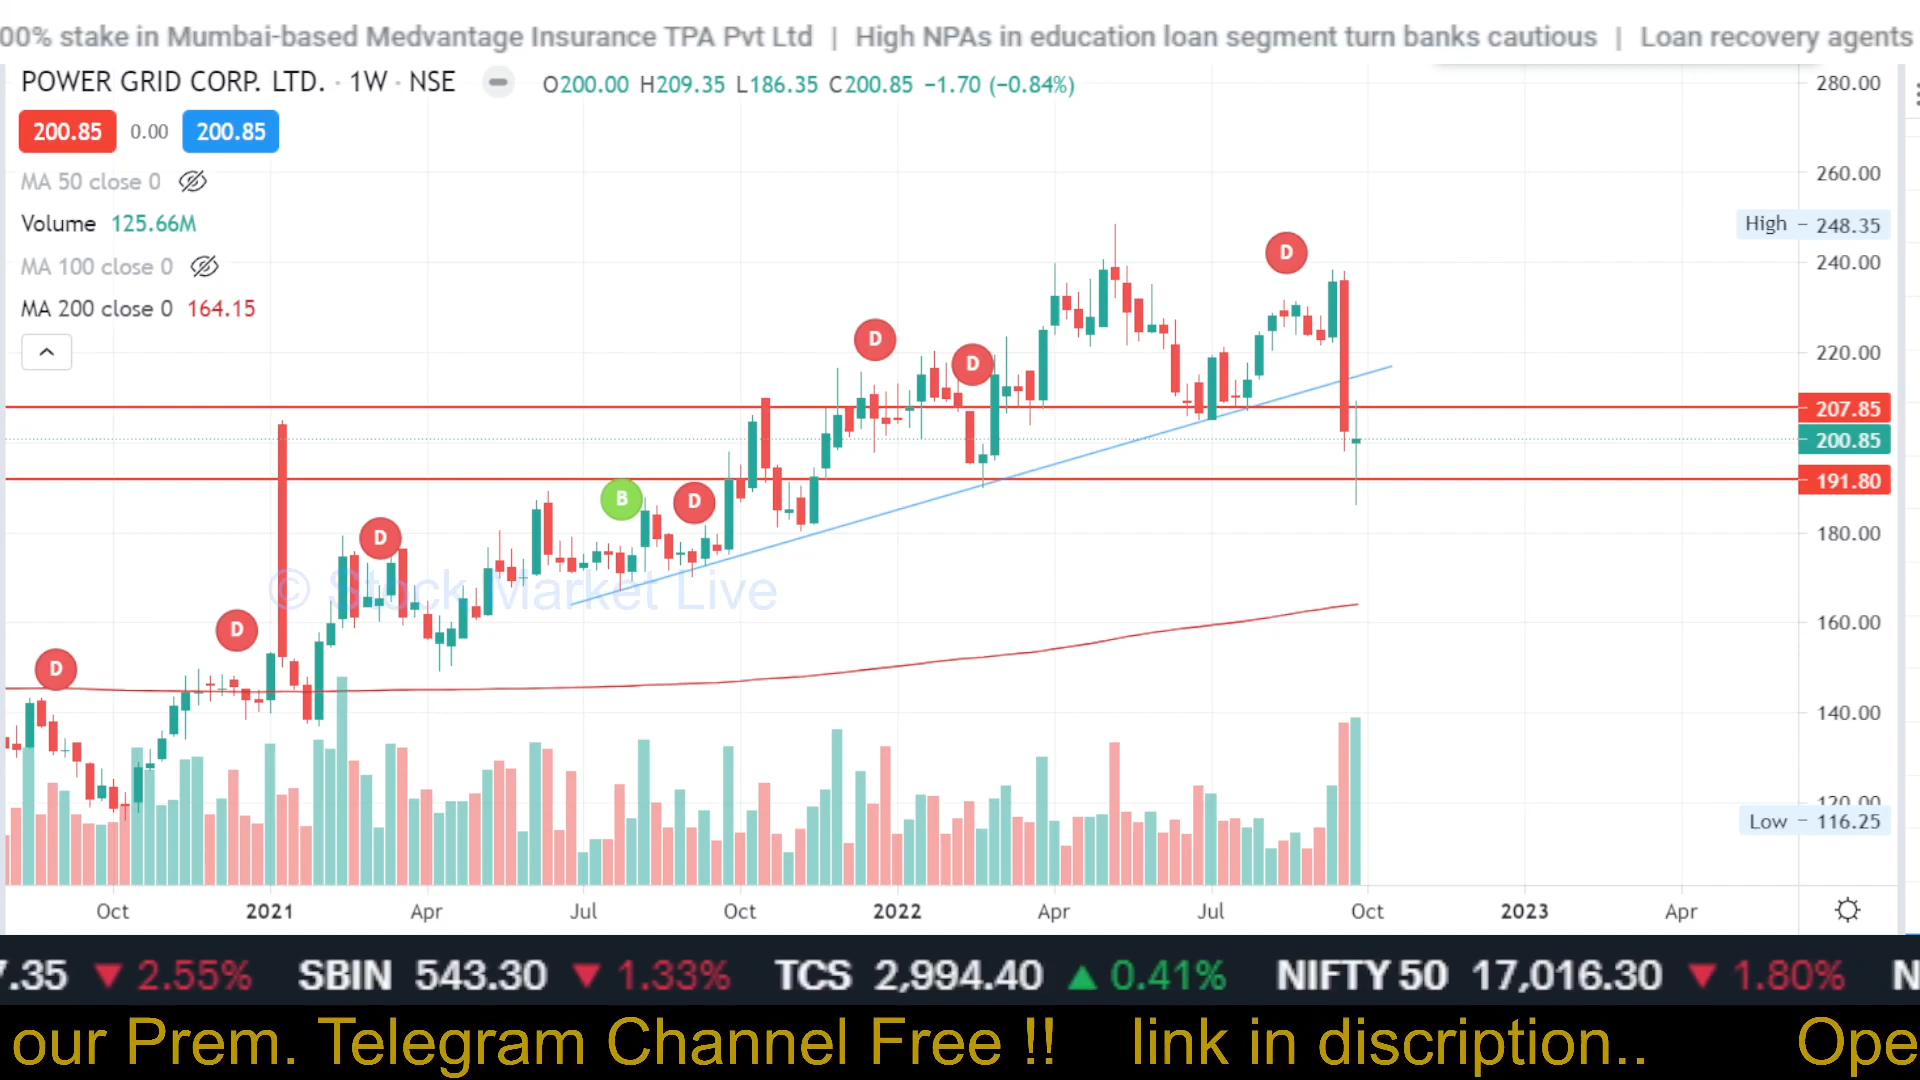 00% stake in Mumbai-based Medvantage Insurance TPA Pvt Ltd | High NPAs in education loan segment turn banks cautious | Loan recovery agents
POWER GRID CORP. LTD. · 1W · NSE O200.00 H209.35 L186.35 C200.85 −1.70 (−0.84%)
200.85 0.00 200.85
MA 50 close 0
Volume 125.66M
MA 100 close 0
MA 200 close 0 164.15
280.00
260.00
High 248.35
240.00
220.00
207.85
200.85
191.80
180.00
160.00
140.00
120.00
Low 116.25
D
D
D
D
D
B
D
D
© Stock Market Live
Oct 2021 Apr Jul Oct 2022 Apr Jul Oct 2023 Apr
7.35 ▼ 2.55% SBIN 543.30 ▼ 1.33% TCS 2,994.40 ▲ 0.41% NIFTY 50 17,016.30 ▼ 1.80% N
our Prem. Telegram Channel Free !! link in discription.. Ope